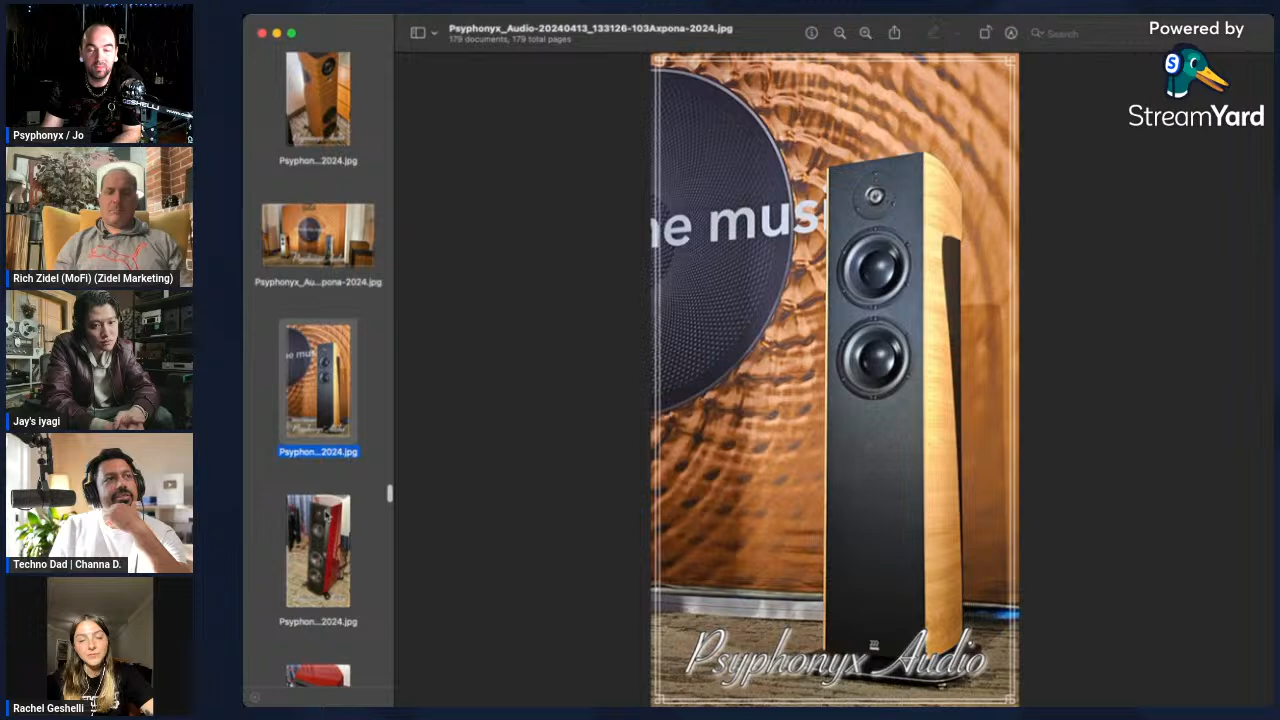 Psyphonyx / Jo
Rich Zidel (MoFi) (Zidel Marketing)
Jay's iyagi
Techno Dad | Channa D.
Rachel Geshelli
Psyphonyx_Audio-20240413_133126-103Axpona-2024.jpg
179 documents, 179 total pages
Search
Psyphon...2024.jpg
Psyphonyx_Au...pona-2024.jpg
Psyphon...2024.jpg
Psyphon...2024.jpg
ne mus
Psyphonyx Audio
Powered by
StreamYard